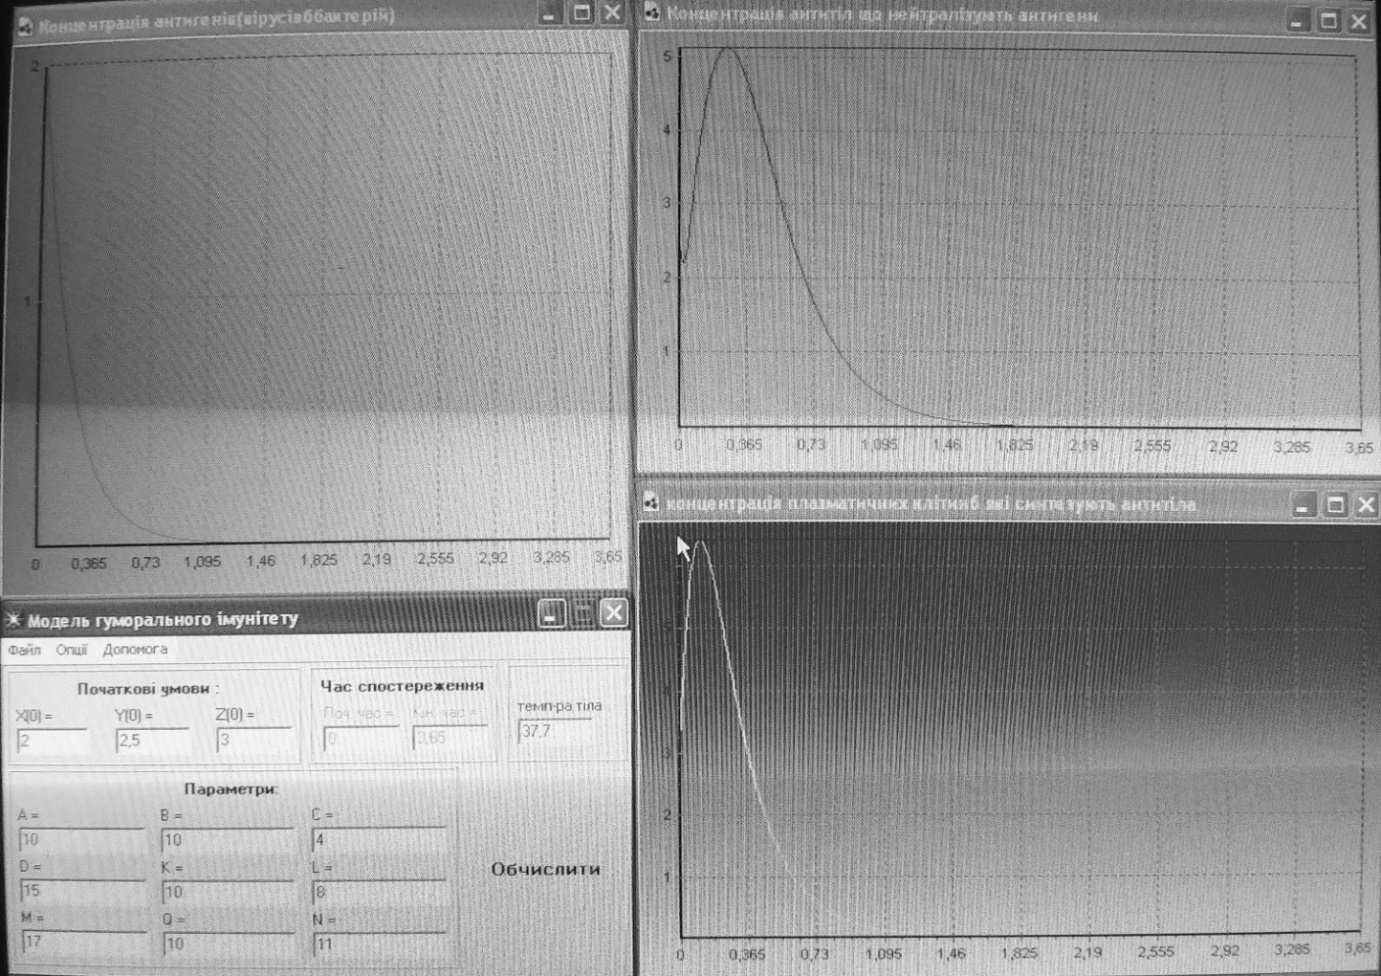 Концентрація антигенів(вірусівббактерій)
2
1
0 0,365 0,73 1,095 1,46 1,825 2,19 2,555 2,92 3,285 3,65
Концентрація антитіл що нейтралізують антигени
5
4
3
2
1
0 0,365 0,73 1,095 1,46 1,825 2,19 2,555 2,92 3,285 3,65
Модель гуморального імунітету
Файл Опції Допомога
Початкові умови :
X(0) = Y(0) = Z(0) =
2 2,5 3
Час спостереження
Поч. час = Кін. час =
0 3,65
темп-ра тіла
37,7
Параметри:
A = B = C =
10 10 4
D = K = L =
15 10 8
M = Q = N =
17 10 11
Обчислити
концентрація плазматичних клітинб які синтезують антитіла
3
2
1
0 0,365 0,73 1,095 1,46 1,825 2,19 2,555 2,92 3,285 3,65